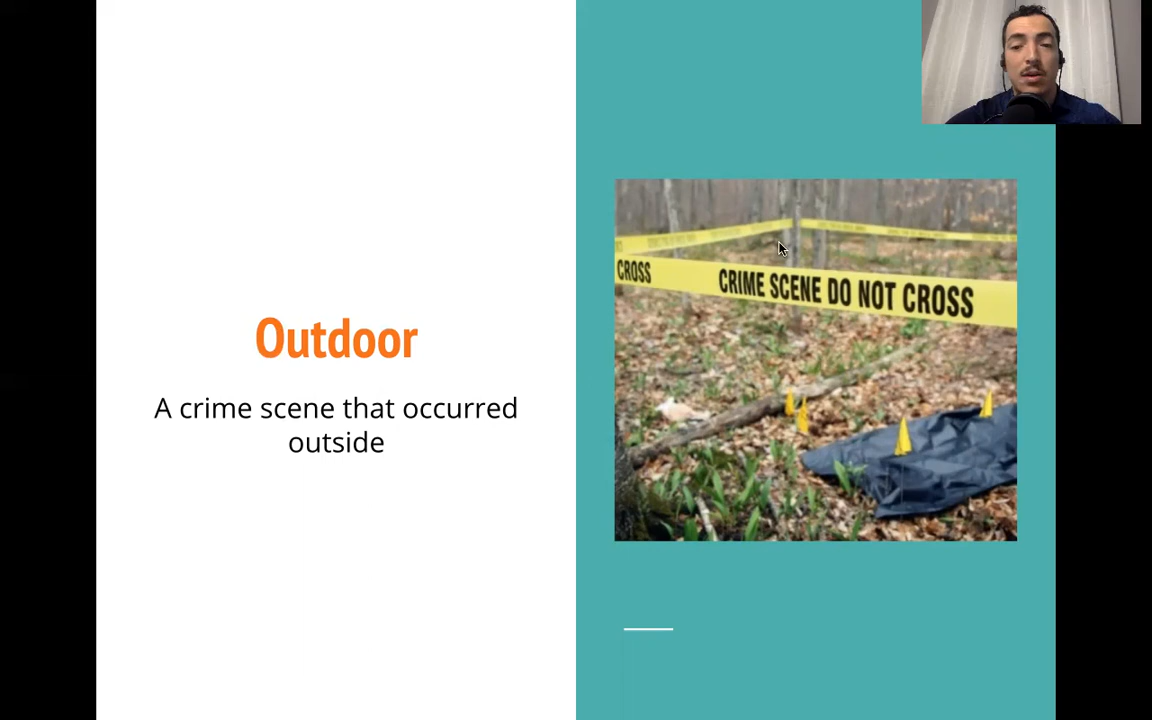 Outdoor
A crime scene that occurred
outside
CROSS CRIME SCENE DO NOT CROSS